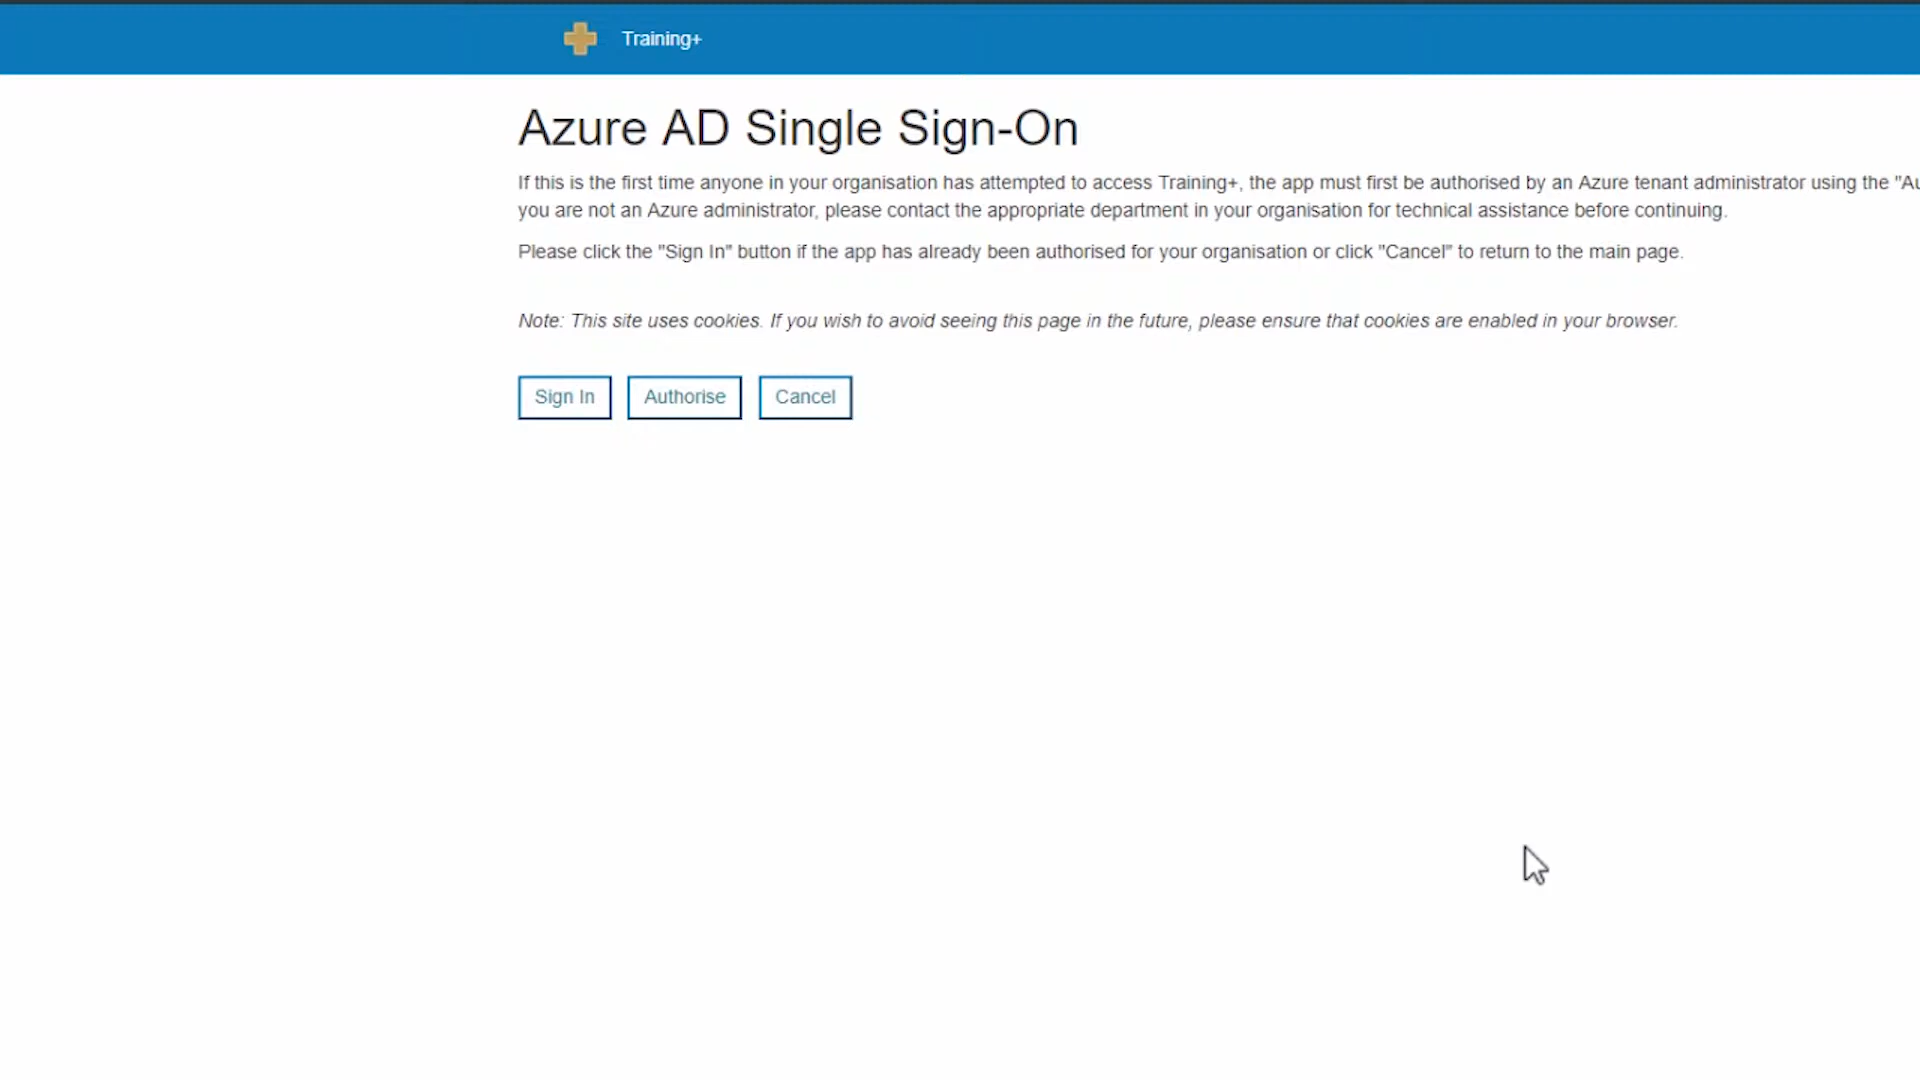 Training+
Azure AD Single Sign-On
If this is the first time anyone in your organisation has attempted to access Training+, the app must first be authorised by an Azure tenant administrator using the "Au
you are not an Azure administrator, please contact the appropriate department in your organisation for technical assistance before continuing.
Please click the "Sign In" button if the app has already been authorised for your organisation or click "Cancel" to return to the main page.
Note: This site uses cookies. If you wish to avoid seeing this page in the future, please ensure that cookies are enabled in your browser.
Sign In Authorise Cancel